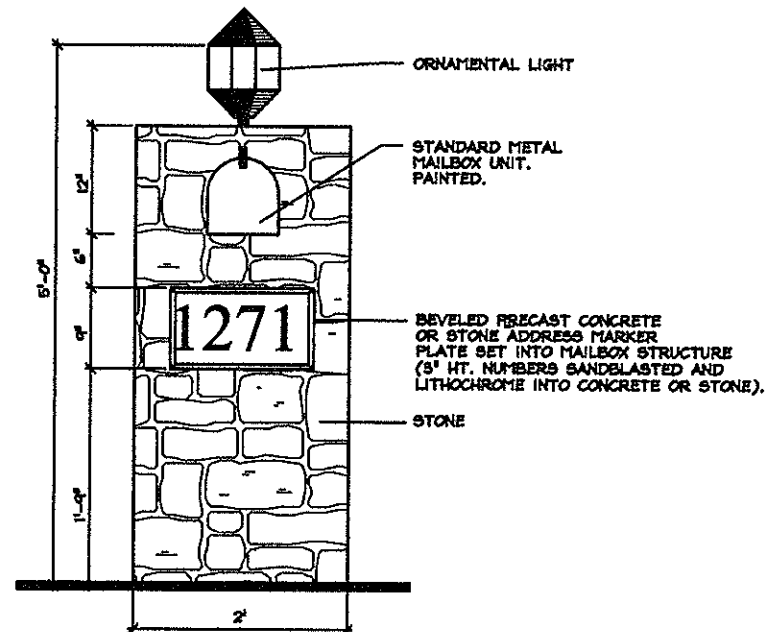 ORNAMENTAL LIGHT
STANDARD METAL
MAILBOX UNIT.
PAINTED.
12"
6"
5'-0"
9"
1271
BEVELED PRECAST CONCRETE
OR STONE ADDRESS MARKER
PLATE SET INTO MAILBOX STRUCTURE
(3" HT. NUMBERS SANDBLASTED AND
LITHOCHROME INTO CONCRETE OR STONE).
STONE
1'-9"
2'